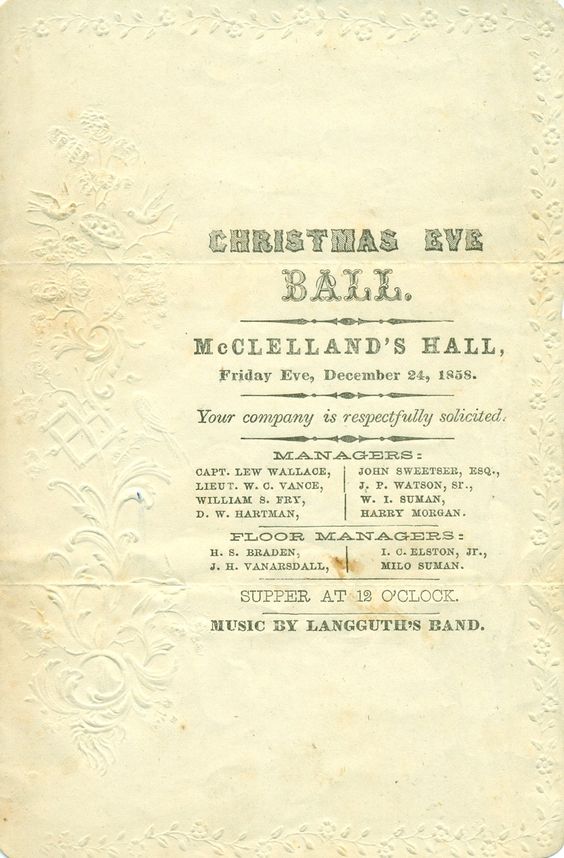 CHRISTMAS EVE
BALL.
McCLELLAND'S HALL,
Friday Eve, December 24, 1858.
Your company is respectfully solicited.
MANAGERS:
CAPT. LEW WALLACE, | JOHN SWEETSER, ESQ.,
LIEUT. W. C. VANCE, | J. P. WATSON, SR.,
WILLIAM S. FRY, | W. I. SUMAN,
D. W. HARTMAN, | HARRY MORGAN.
FLOOR MANAGERS:
H. S. BRADEN, | I. C. ELSTON, JR.,
J. H. VANARSDALL, | MILO SUMAN.
SUPPER AT 12 O'CLOCK.
MUSIC BY LANGGUTH'S BAND.